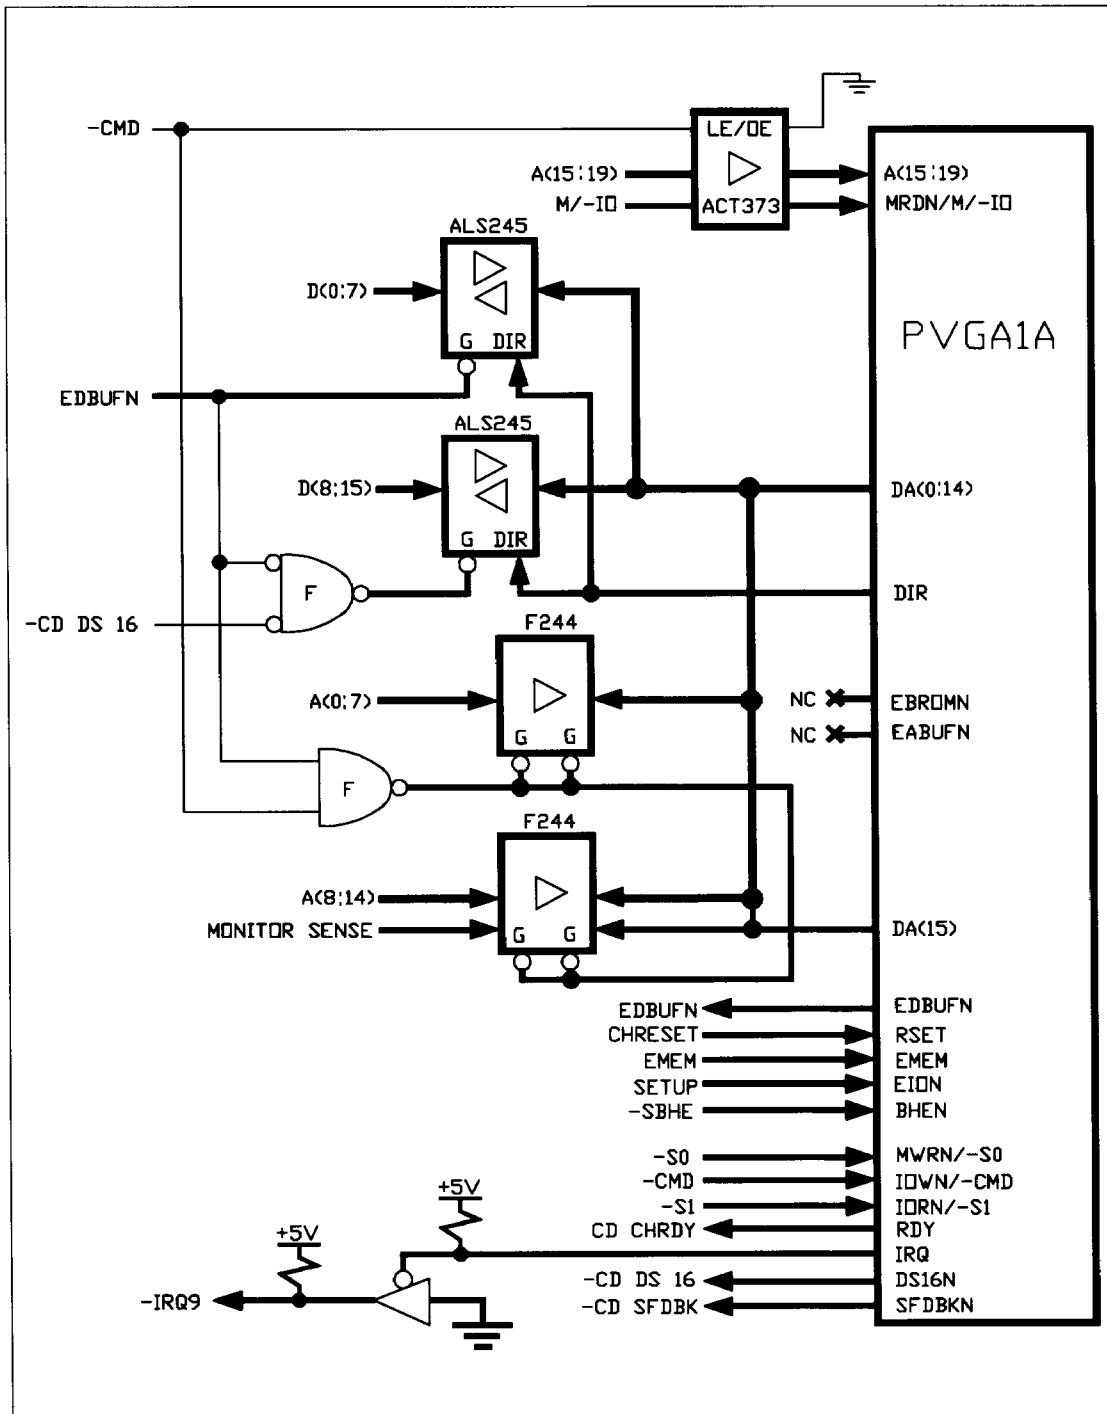 -CMD
LE/OE
A(15:19)
M/-IO
ACT373
A(15:19)
MRDN/M/-IO
ALS245
D(0:7)
G DIR
PVGA1A
EDBUFN
ALS245
D(8:15)
G DIR
DA(0:14)
F
DIR
-CD DS 16
F244
A(0:7)
G G
NC
EBROMN
NC
EABUFN
F
F244
A(8:14)
MONITOR SENSE
G G
DA(15)
EDBUFN
EDBUFN
CHRESET
RSET
EMEM
EMEM
SETUP
EION
-SBHE
BHEN
-S0
MWRN/-S0
-CMD
IOWN/-CMD
-S1
IORN/-S1
CD CHRDY
RDY
+5V
+5V
IRQ
-IRQ9
-CD DS 16
DS16N
-CD SFDBK
SFDBKN